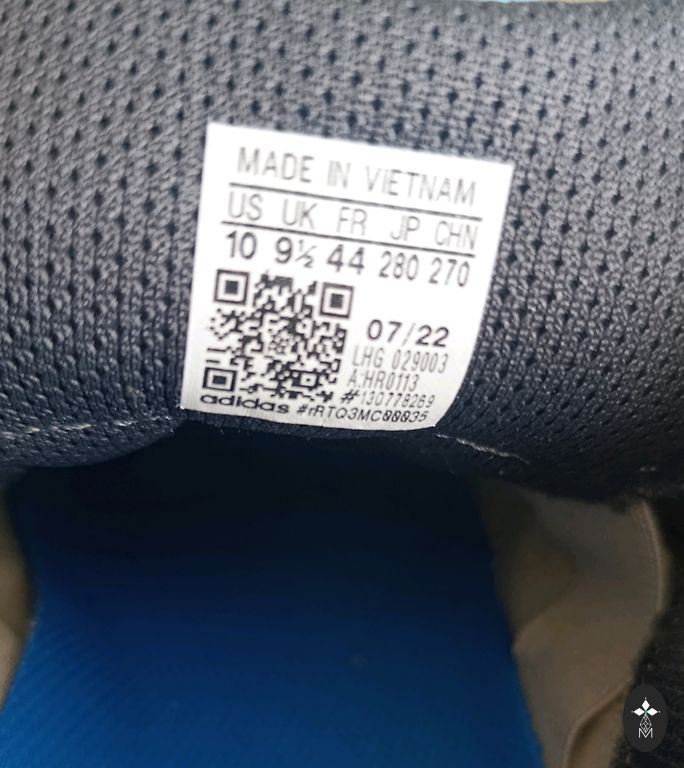 MADE IN VIETNAM
US UK FR JP CHN
10 9½ 44 280 270
07/22
LHG 029003
A:HR0113
#130778269
adidas #rRTQ3MC00035
M